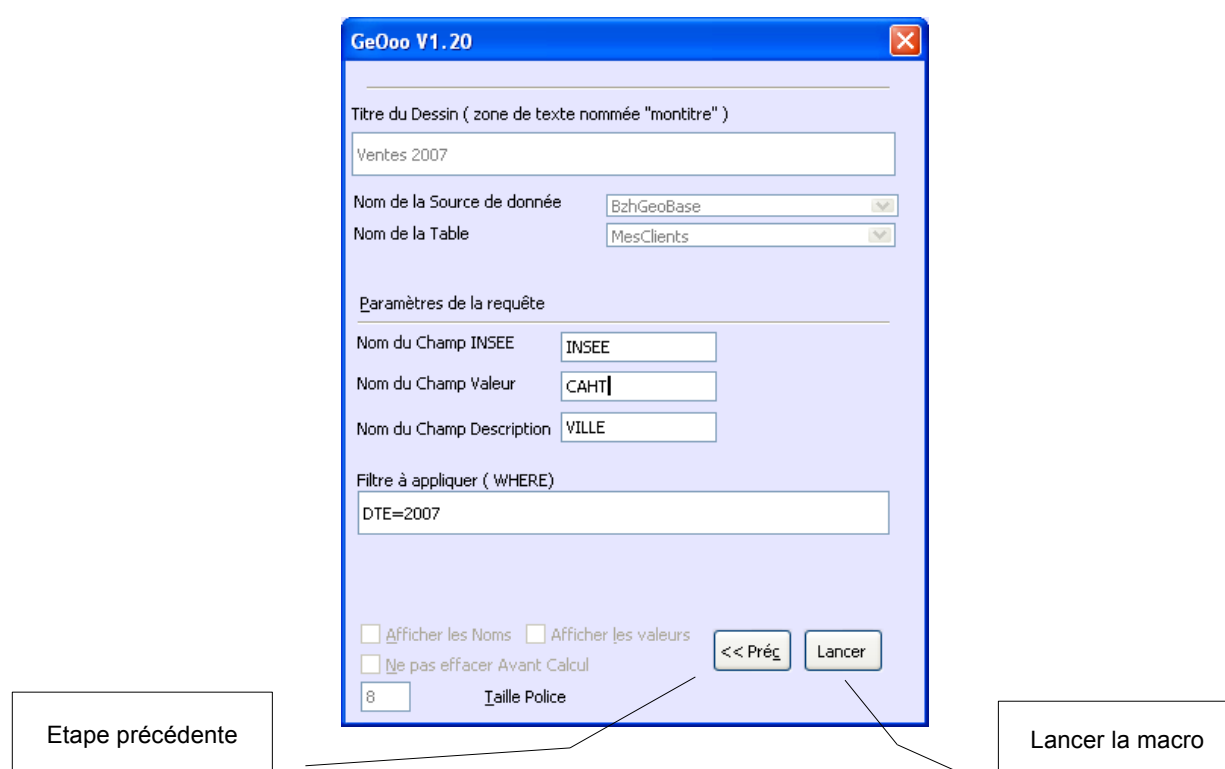 GeOoo V1.20
Titre du Dessin ( zone de texte nommée "montitre" )
Ventes 2007
Nom de la Source de donnée BzhGeoBase
Nom de la Table MesClients
Paramètres de la requête
Nom du Champ INSEE INSEE
Nom du Champ Valeur CAHT
Nom du Champ Description VILLE
Filtre à appliquer ( WHERE)
DTE=2007
Afficher les Noms Afficher les valeurs
<< Préc Lancer
Ne pas effacer Avant Calcul
8 Taille Police
Etape précédente
Lancer la macro